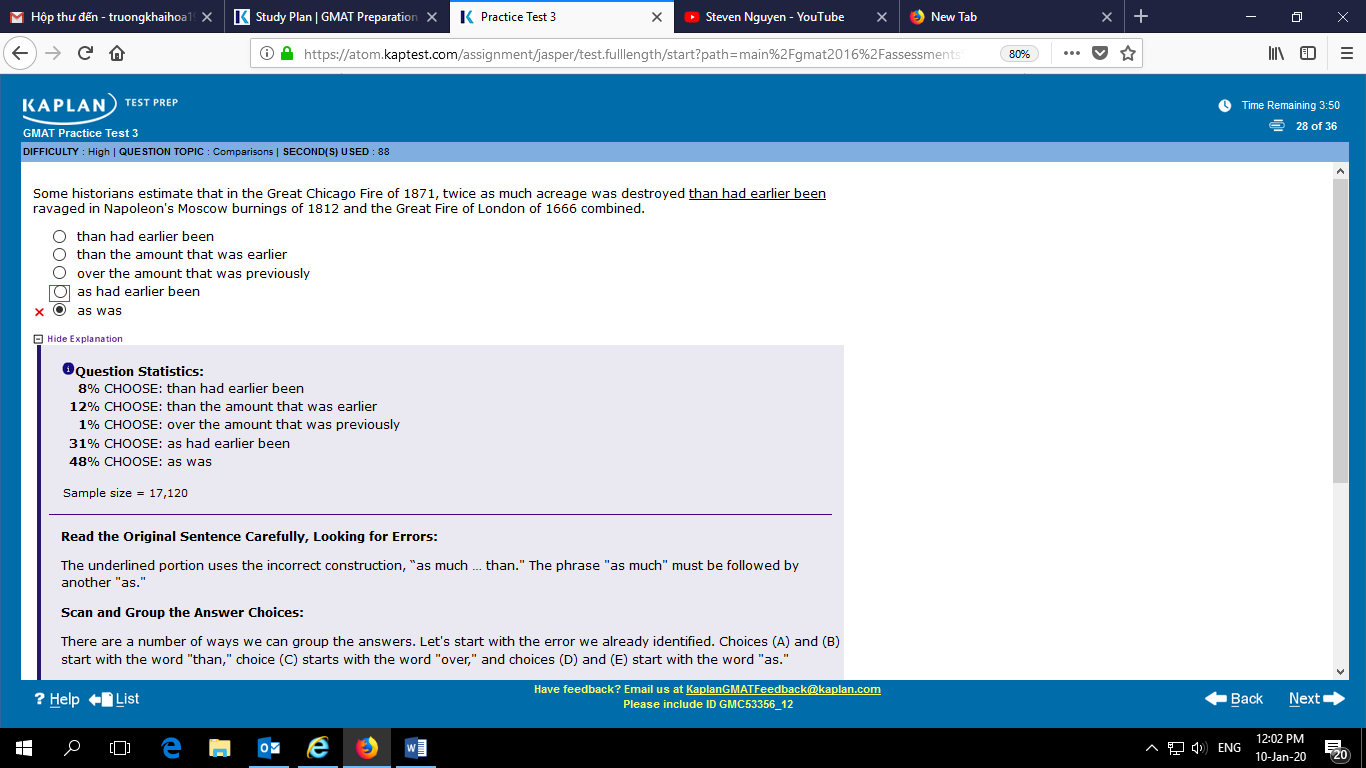 Hộp thư đến - truongkhaihoa1
Study Plan | GMAT Preparation
Practice Test 3
Steven Nguyen - YouTube
New Tab
https://atom.kaptest.com/assignment/jasper/test.fulllength/start?path=main%2Fgmat2016%2Fassessments
80%
KAPLAN TEST PREP
Time Remaining 3:50
GMAT Practice Test 3
28 of 36
DIFFICULTY : High | QUESTION TOPIC : Comparisons | SECOND(S) USED : 88
Some historians estimate that in the Great Chicago Fire of 1871, twice as much acreage was destroyed than had earlier been
ravaged in Napoleon's Moscow burnings of 1812 and the Great Fire of London of 1666 combined.
than had earlier been
than the amount that was earlier
over the amount that was previously
as had earlier been
as was
Hide Explanation
Question Statistics:
8% CHOOSE: than had earlier been
12% CHOOSE: than the amount that was earlier
1% CHOOSE: over the amount that was previously
31% CHOOSE: as had earlier been
48% CHOOSE: as was
Sample size = 17,120
Read the Original Sentence Carefully, Looking for Errors:
The underlined portion uses the incorrect construction, “as much … than." The phrase "as much" must be followed by
another "as."
Scan and Group the Answer Choices:
There are a number of ways we can group the answers. Let's start with the error we already identified. Choices (A) and (B)
start with the word "than," choice (C) starts with the word "over," and choices (D) and (E) start with the word "as."
Have feedback? Email us at KaplanGMATFeedback@kaplan.com
Please include ID GMC53356_12
? Help
List
Back
Next
ENG
12:02 PM
10-Jan-20
20